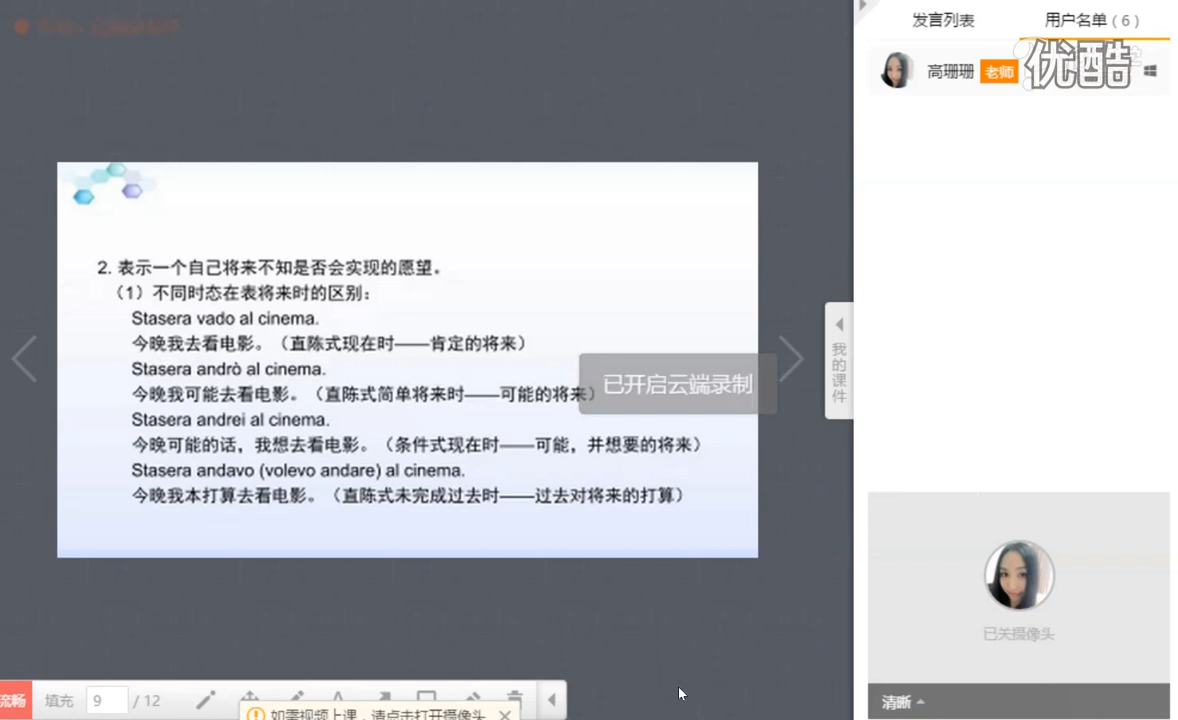 发言列表
用户名单（6）
高珊珊 老师
优酷
2. 表示一个自己将来不知是否会实现的愿望。
（1）不同时态在表将来时的区别：
Stasera vado al cinema.
今晚我去看电影。（直陈式现在时——肯定的将来）
Stasera andrò al cinema.
今晚我可能去看电影。（直陈式简单将来时——可能的将来）
Stasera andrei al cinema.
今晚可能的话，我想去看电影。（条件式现在时——可能，并想要的将来）
Stasera andavo (volevo andare) al cinema.
今晚我本打算去看电影。（直陈式未完成过去时——过去对将来的打算）
已开启云端录制
我的课件
已关摄像头
清晰
流畅 填充 9 / 12
如需视频上课，请点击打开摄像头